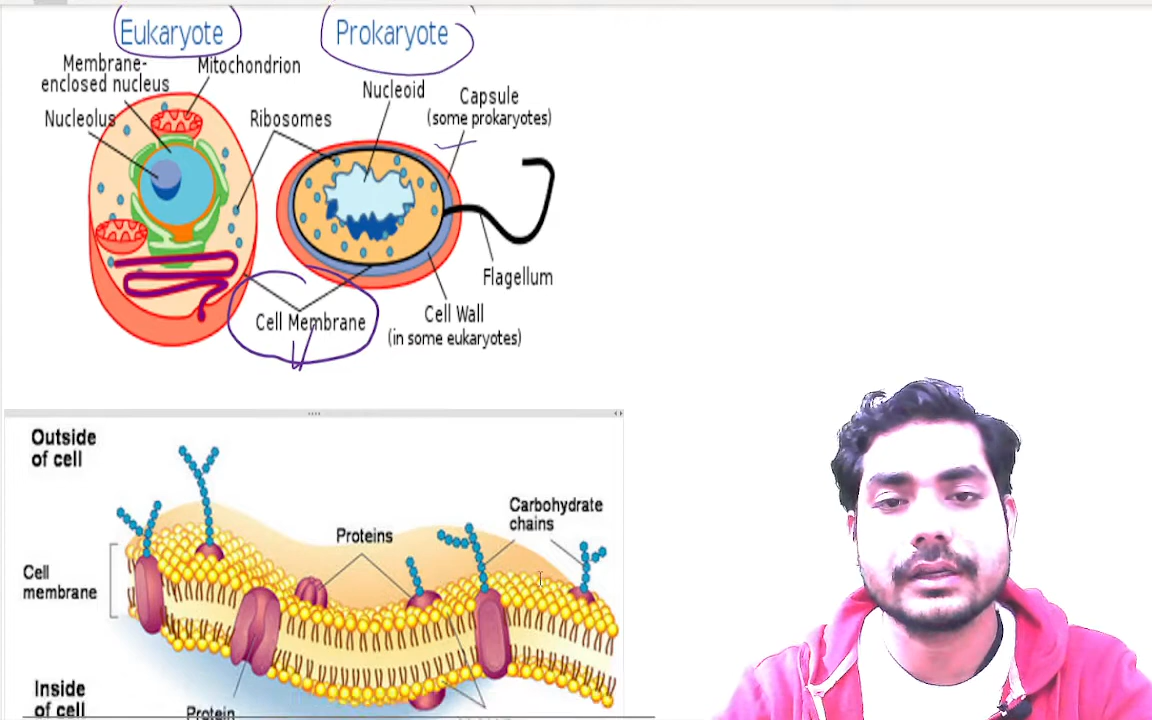 Eukaryote
Prokaryote
Membrane-
enclosed nucleus
Mitochondrion
Nucleolus
Ribosomes
Nucleoid
Capsule
(some prokaryotes)
Flagellum
Cell Membrane
Cell Wall
(in some eukaryotes)
Outside
of cell
Carbohydrate
chains
Proteins
Cell
membrane
Inside
of cell
Protein